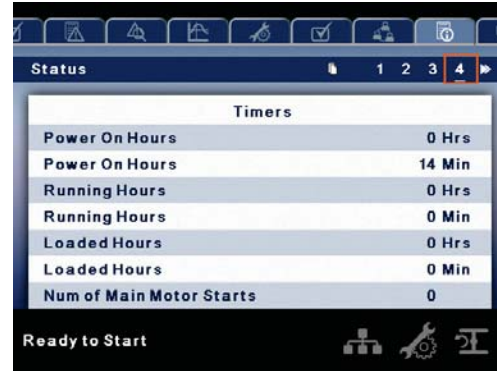 Status 1 2 3 4
Timers
Power On Hours 0 Hrs
Power On Hours 14 Min
Running Hours 0 Hrs
Running Hours 0 Min
Loaded Hours 0 Hrs
Loaded Hours 0 Min
Num of Main Motor Starts 0
Ready to Start